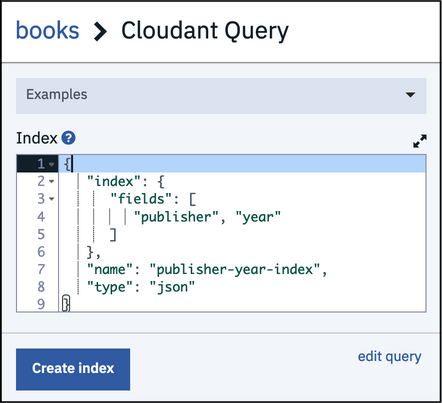 books > Cloudant Query
Examples
Index ?
1 {
2 "index": {
3 "fields": [
4 "publisher", "year"
5 ]
6 },
7 "name": "publisher-year-index",
8 "type": "json"
9 }
Create index
edit query